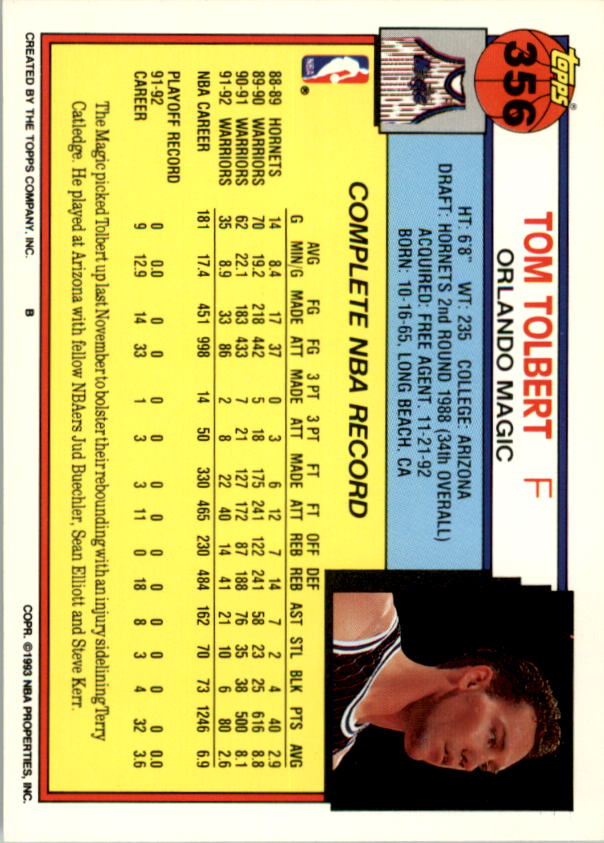 topps®
356
TOM TOLBERT F
ORLANDO MAGIC
HT: 6'8" WT: 235 COLLEGE: ARIZONA
DRAFT: HORNETS 2ND ROUND 1988 (34th OVERALL)
ACQUIRED: FREE AGENT, 11-21-92
BORN: 10-16-65, LONG BEACH, CA
NBA ®
COMPLETE NBA RECORD
AVG FG FG 3 PT 3 PT FT FT OFF DEF
G MIN/G MADE ATT MADE ATT MADE ATT REB REB AST STL BLK PTS AVG
88-89 HORNETS 14 8.4 17 37 0 3 6 12 7 14 7 2 4 40 2.9
89-90 WARRIORS 70 19.2 218 442 5 18 175 241 122 241 58 23 25 616 8.8
90-91 WARRIORS 62 22.1 183 433 7 21 127 172 87 188 76 35 38 500 8.1
91-92 WARRIORS 35 8.9 33 86 2 8 22 40 14 41 21 10 6 80 2.6
NBA CAREER 181 17.4 451 998 14 50 330 465 230 484 162 70 73 1246 6.9
PLAYOFF RECORD
91-92 0 0.0 0 0 0 0 0 0 0 0 0 0 0 0 0.0
CAREER 9 12.9 14 33 1 3 3 11 0 18 8 3 4 32 3.6
The Magic picked Tolbert up last November to bolster their rebounding with an injury sidelining Terry
Catledge. He played at Arizona with fellow NBAers Jud Buechler, Sean Elliott and Steve Kerr.
CREATED BY THE TOPPS COMPANY, INC. B COPR. ©1993 NBA PROPERTIES, INC.